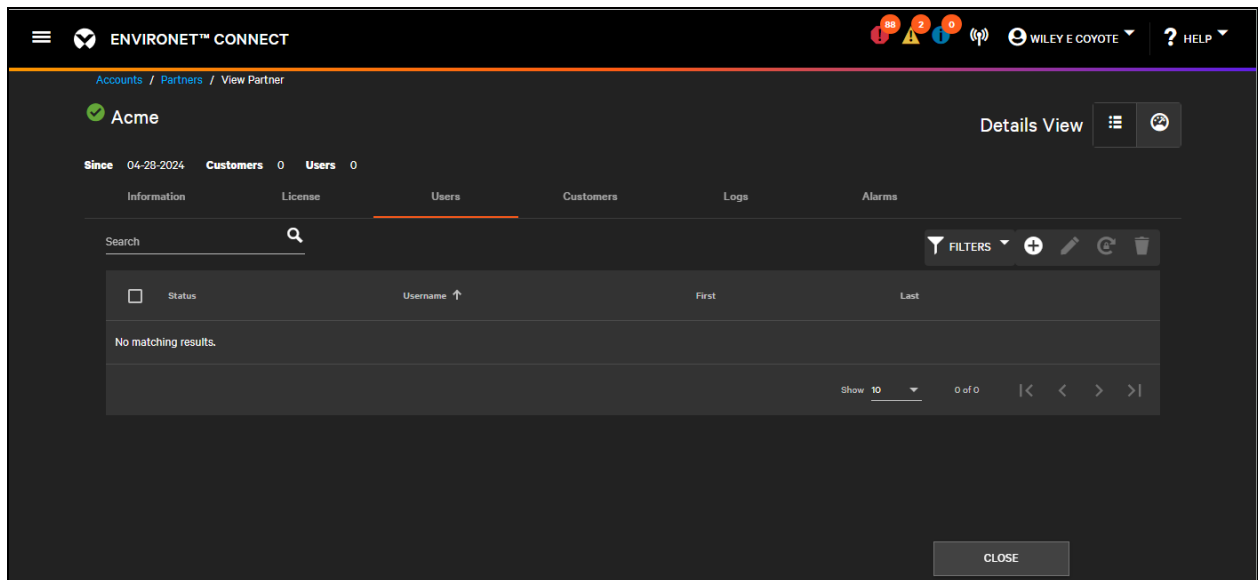 ENVIRONET™ CONNECT 88 2 0 WILEY E COYOTE ? HELP
Accounts / Partners / View Partner
Acme
Details View
Since 04-28-2024 Customers 0 Users 0
Information License Users Customers Logs Alarms
Search FILTERS
Status Username First Last
No matching results.
Show 10 0 of 0
CLOSE